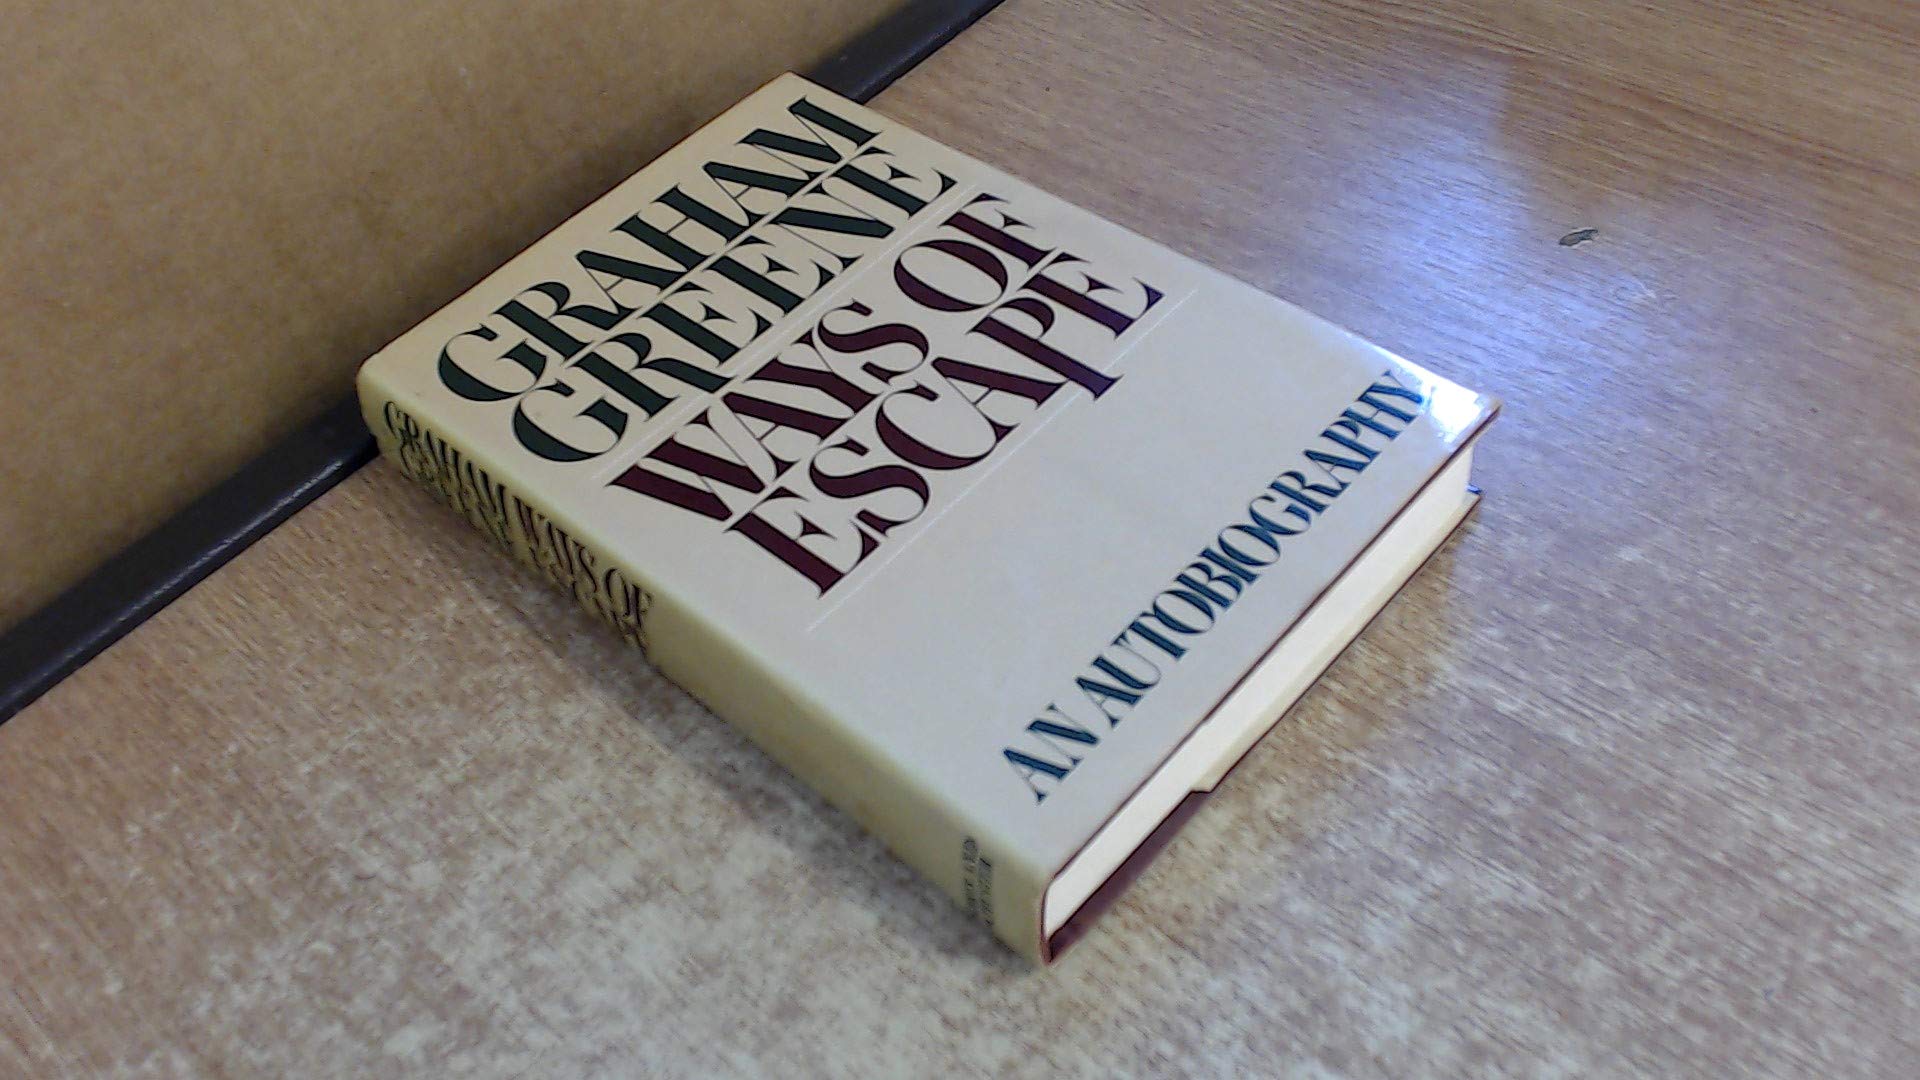 GRAHAM
GREENE
WAYS OF
ESCAPE
AN AUTOBIOGRAPHY
GRAHAM WAYS OF